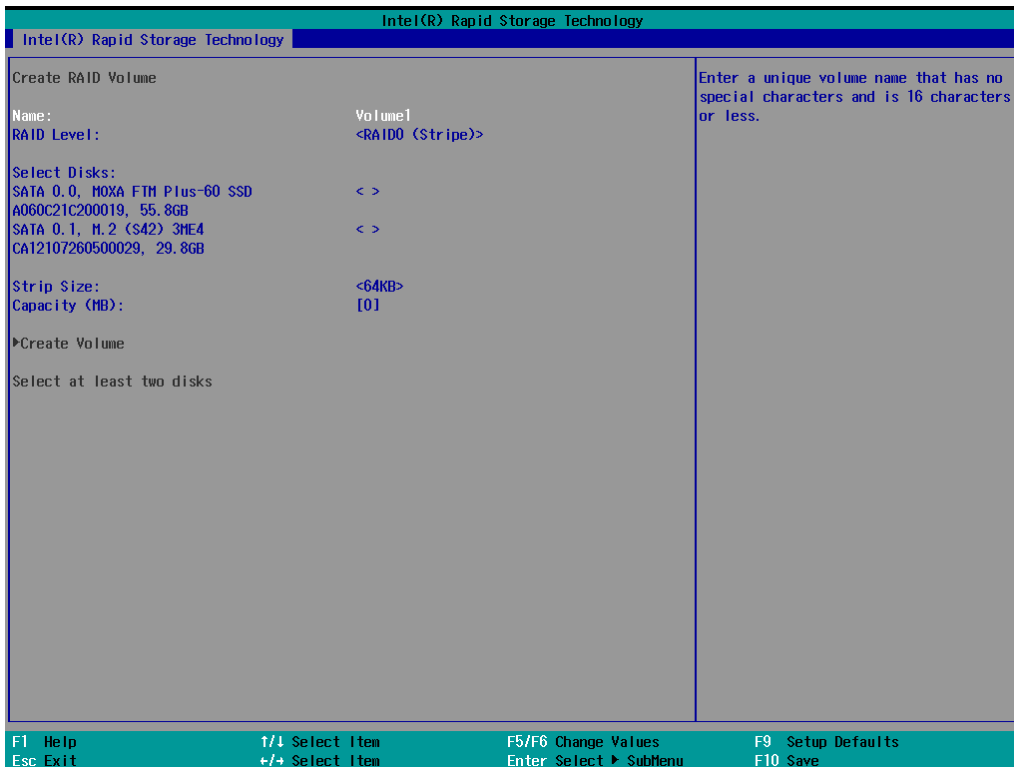 Intel(R) Rapid Storage Technology
Intel(R) Rapid Storage Technology
Create RAID Volume
Name: Volume1
RAID Level: <RAID0 (Stripe)>
Select Disks:
SATA 0.0, MOXA FTM Plus-60 SSD < >
A060C21C200019, 55.8GB
SATA 0.1, M.2 (S42) 3ME4 < >
CA12107260500029, 29.8GB
Strip Size: <64KB>
Capacity (MB): [0]
▶Create Volume
Select at least two disks
Enter a unique volume name that has no
special characters and is 16 characters
or less.
F1 Help ↑/↓ Select Item F5/F6 Change Values F9 Setup Defaults
Esc Exit ←/→ Select Item Enter Select ▶ SubMenu F10 Save